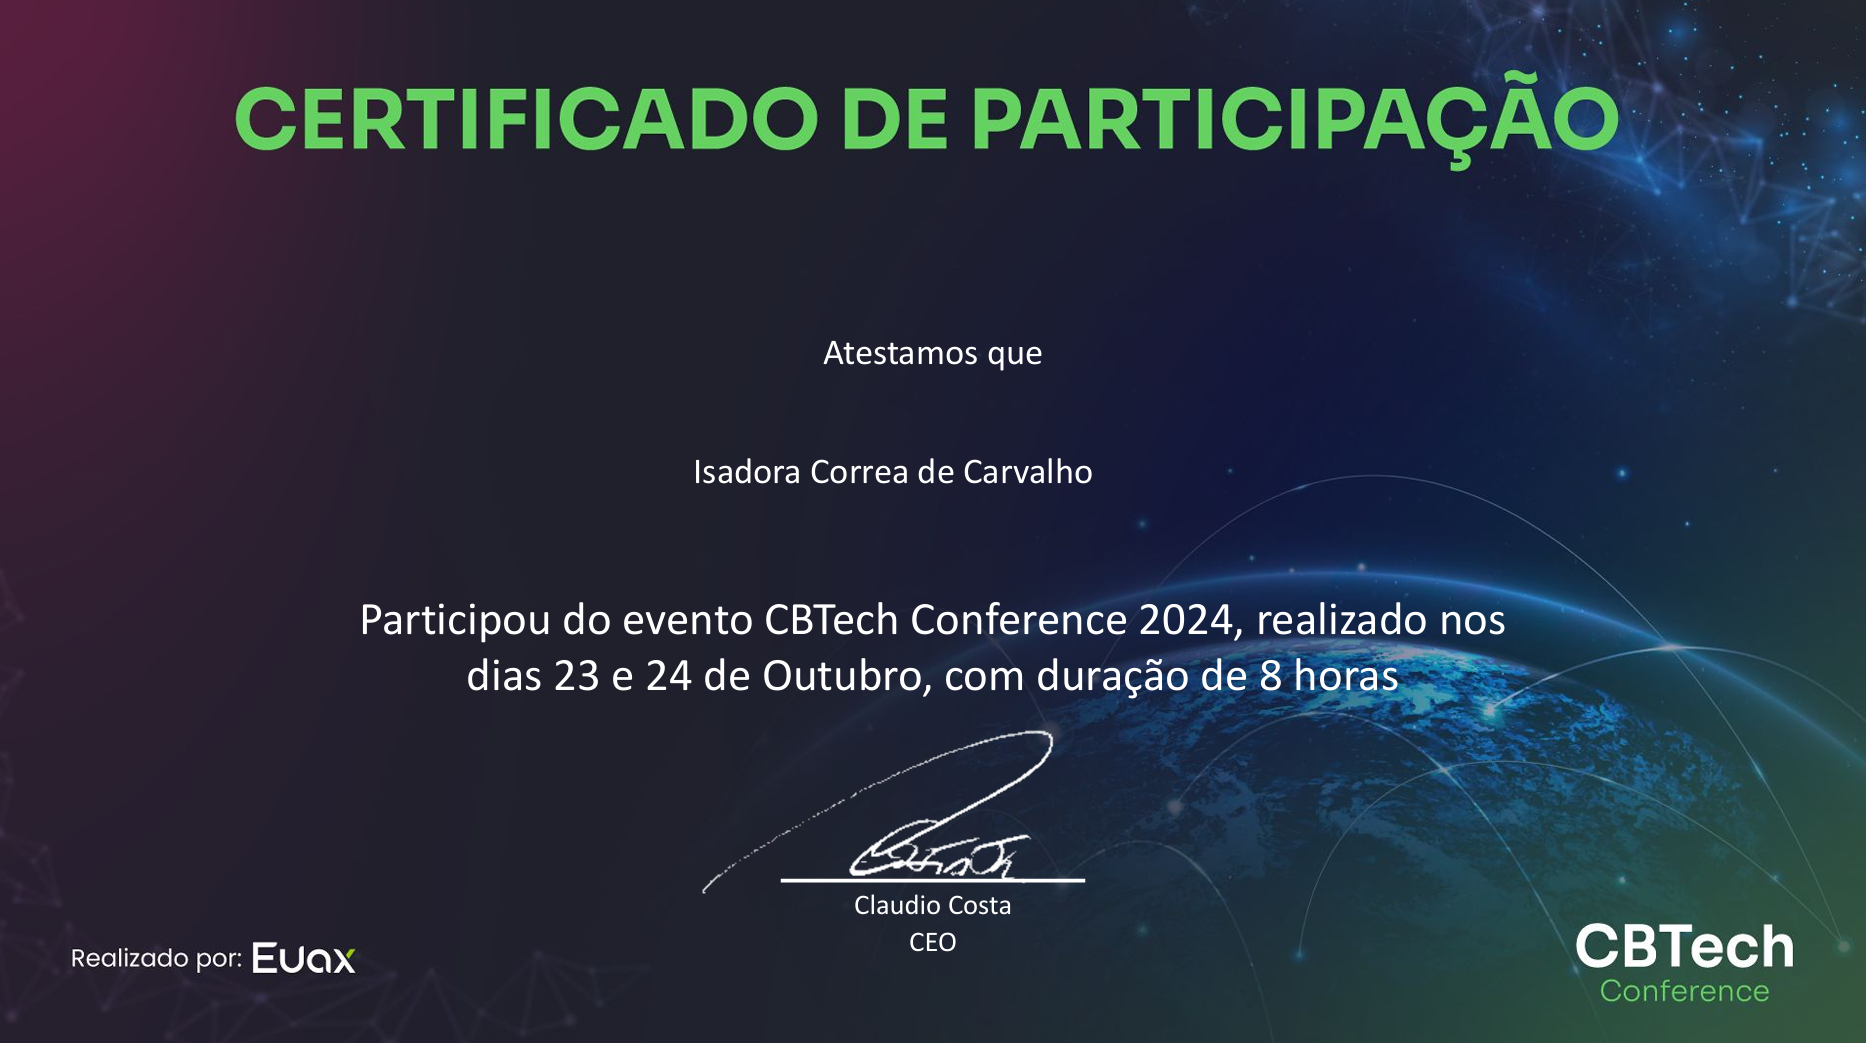 CERTIFICADO DE PARTICIPAÇÃO
Atestamos que
Isadora Correa de Carvalho
Participou do evento CBTech Conference 2024, realizado nos
dias 23 e 24 de Outubro, com duração de 8 horas
Claudio Costa
CEO
Realizado por: Euax
CBTech
Conference